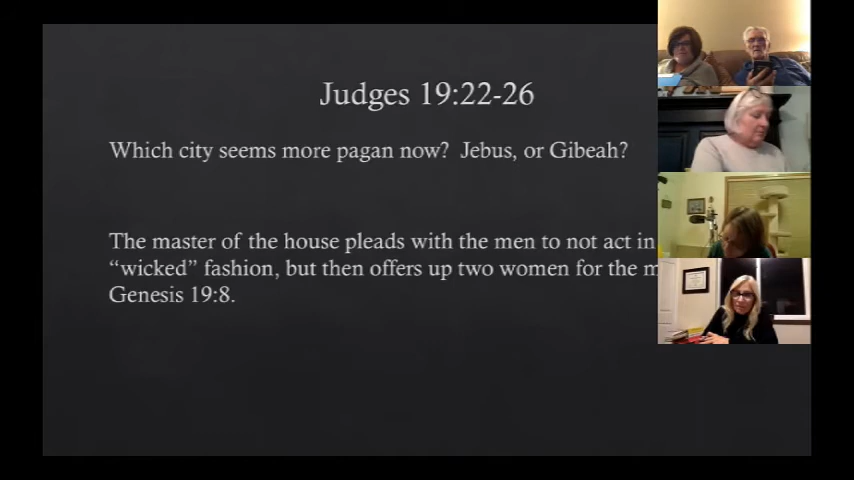 Judges 19:22-26
Which city seems more pagan now? Jebus, or Gibeah?
The master of the house pleads with the men to not act in
“wicked” fashion, but then offers up two women for the
Genesis 19:8.